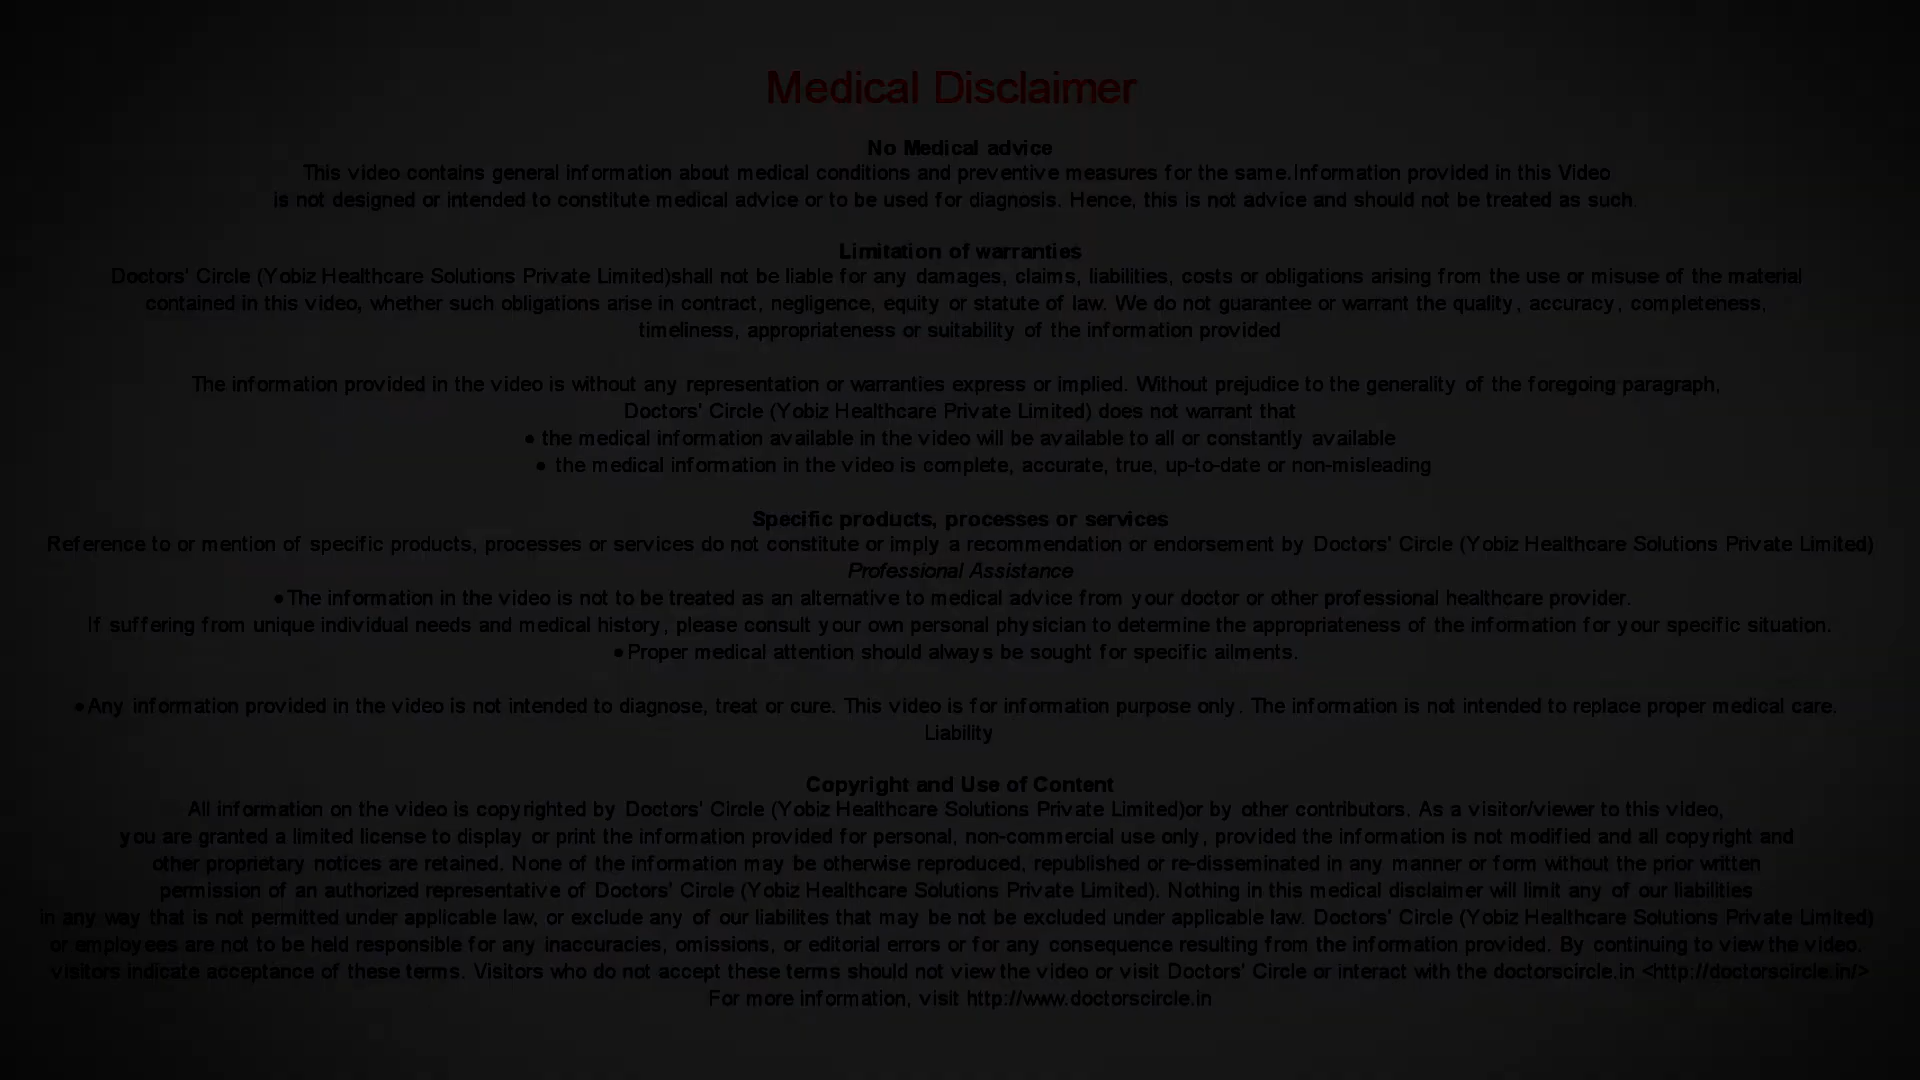 Medical Disclaimer
No Medical advice
This video contains general information about medical conditions and preventive measures for the same.Information provided in this Video
is not designed or intended to constitute medical advice or to be used for diagnosis. Hence, this is not advice and should not be treated as such.
Limitation of warranties
Doctors' Circle (Yobiz Healthcare Solutions Private Limited)shall not be liable for any damages, claims, liabilities, costs or obligations arising from the use or misuse of the material
contained in this video, whether such obligations arise in contract, negligence, equity or statute of law. We do not guarantee or warrant the quality, accuracy, completeness,
timeliness, appropriateness or suitability of the information provided
The information provided in the video is without any representation or warranties express or implied. Without prejudice to the generality of the foregoing paragraph,
Doctors' Circle (Yobiz Healthcare Private Limited) does not warrant that
• the medical information available in the video will be available to all or constantly available
• the medical information in the video is complete, accurate, true, up-to-date or non-misleading
Specific products, processes or services
Reference to or mention of specific products, processes or services do not constitute or imply a recommendation or endorsement by Doctors' Circle (Yobiz Healthcare Solutions Private Limited)
Professional Assistance
•The information in the video is not to be treated as an alternative to medical advice from your doctor or other professional healthcare provider.
If suffering from unique individual needs and medical history, please consult your own personal physician to determine the appropriateness of the information for your specific situation.
•Proper medical attention should always be sought for specific ailments.
•Any information provided in the video is not intended to diagnose, treat or cure. This video is for information purpose only. The information is not intended to replace proper medical care.
Liability
Copyright and Use of Content
All information on the video is copyrighted by Doctors' Circle (Yobiz Healthcare Solutions Private Limited)or by other contributors. As a visitor/viewer to this video,
you are granted a limited license to display or print the information provided for personal, non-commercial use only, provided the information is not modified and all copyright and
other proprietary notices are retained. None of the information may be otherwise reproduced, republished or re-disseminated in any manner or form without the prior written
permission of an authorized representative of Doctors' Circle (Yobiz Healthcare Solutions Private Limited). Nothing in this medical disclaimer will limit any of our liabilities
in any way that is not permitted under applicable law, or exclude any of our liabilites that may be not be excluded under applicable law. Doctors' Circle (Yobiz Healthcare Solutions Private Limited)
or employees are not to be held responsible for any inaccuracies, omissions, or editorial errors or for any consequence resulting from the information provided. By continuing to view the video.
visitors indicate acceptance of these terms. Visitors who do not accept these terms should not view the video or visit Doctors' Circle or interact with the doctorscircle.in <http://doctorscircle.in/>
For more information, visit http://www.doctorscircle.in